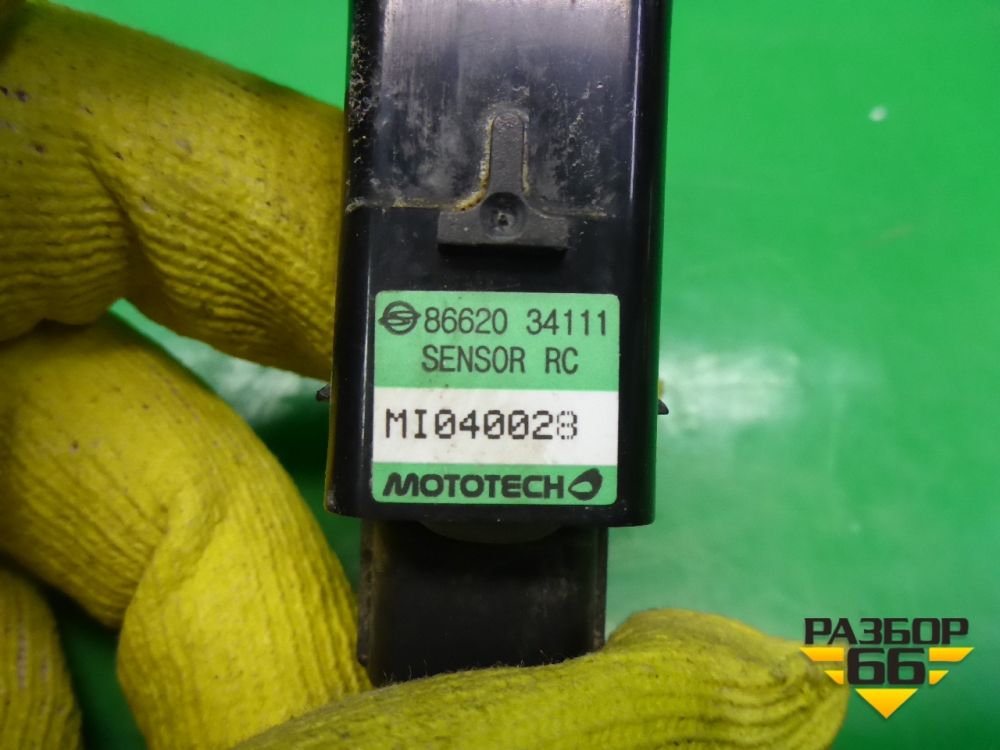 86620 34111
SENSOR RC
MI040028
MOTOTECH
РАЗБОР
66